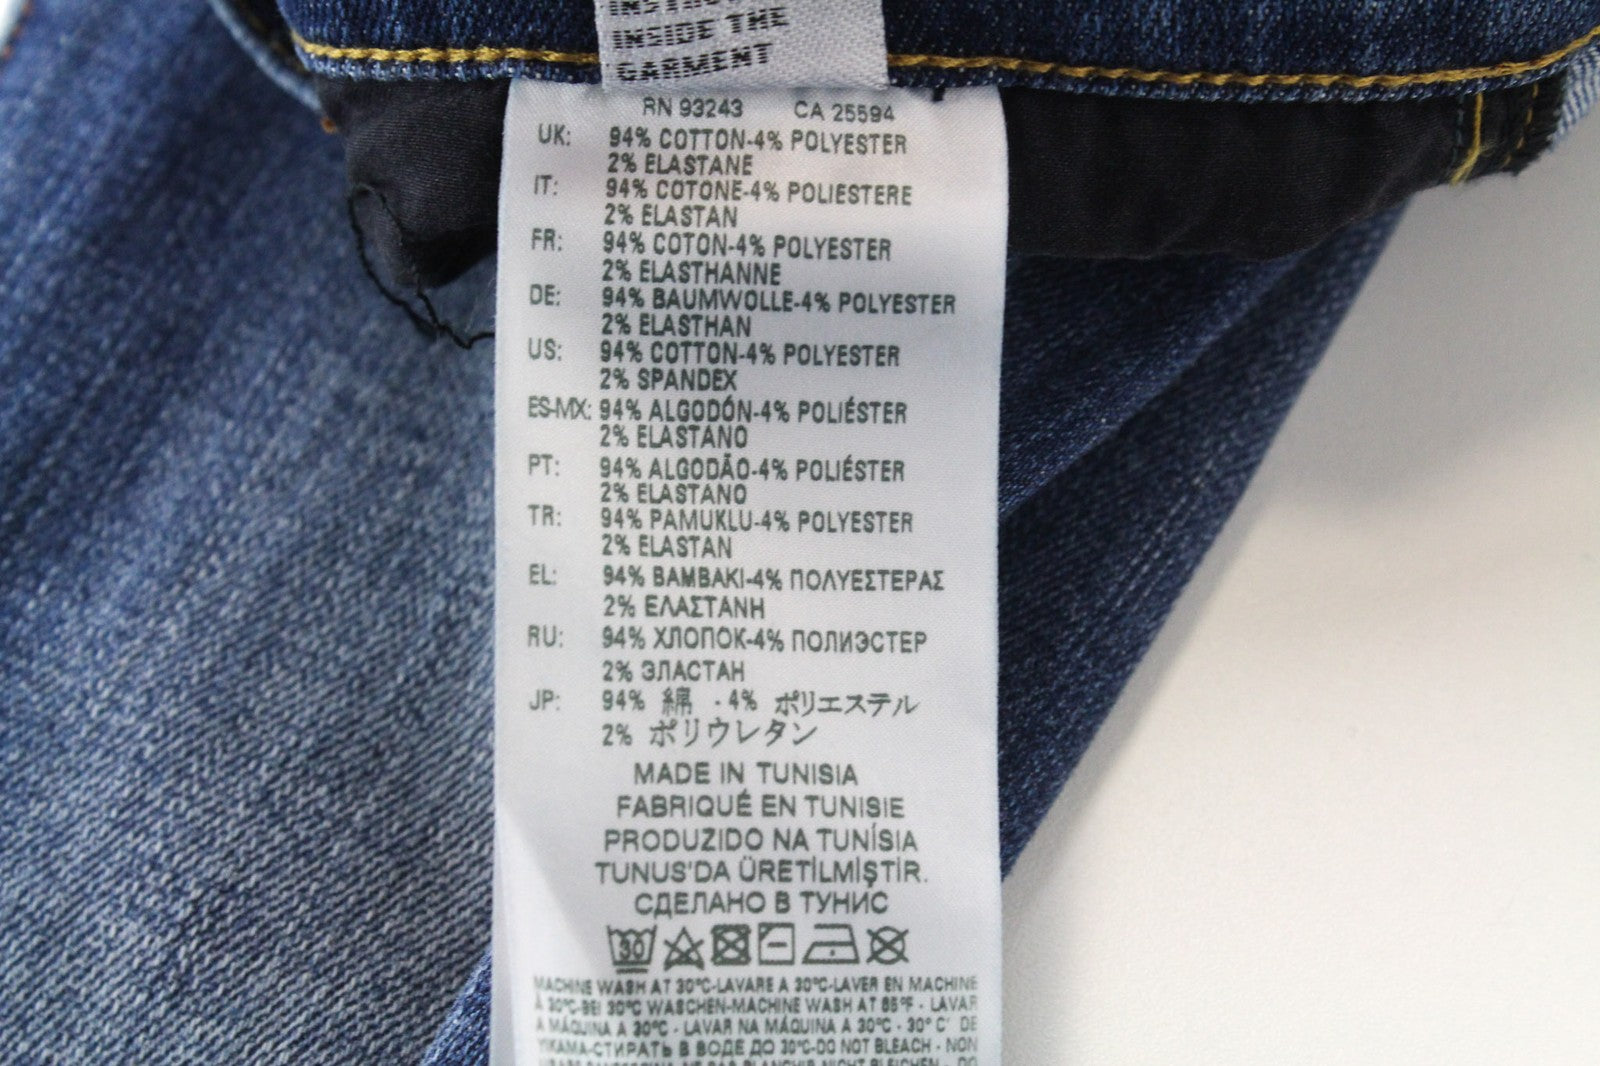 INSIDE THE
GARMENT
RN 93243 CA 25594
UK: 94% COTTON-4% POLYESTER
2% ELASTANE
IT: 94% COTONE-4% POLIESTERE
2% ELASTAN
FR: 94% COTON-4% POLYESTER
2% ELASTHANNE
DE: 94% BAUMWOLLE-4% POLYESTER
2% ELASTHAN
US: 94% COTTON-4% POLYESTER
2% SPANDEX
ES-MX: 94% ALGODÓN-4% POLIÉSTER
2% ELASTANO
PT: 94% ALGODÃO-4% POLIÉSTER
2% ELASTANO
TR: 94% PAMUKLU-4% POLYESTER
2% ELASTAN
EL: 94% ΒΑΜΒΑΚΙ-4% ΠΟΛΥΕΣΤΕΡΑΣ
2% ΕΛΑΣΤΑΝΗ
RU: 94% ХЛОПОК-4% ПОЛИЭСТЕР
2% ЭЛАСТАН
JP: 94% 綿 - 4% ポリエステル
2% ポリウレタン
MADE IN TUNISIA
FABRIQUÉ EN TUNISIE
PRODUZIDO NA TUNÍSIA
TUNUS'DA ÜRETİLMİŞTİR.
СДЕЛАНО В ТУНИС
30
MACHINE WASH AT 30°C-LAVARE A 30°C-LAVER EN MACHINE
À 30°C-BEI 30°C WASCHEN-MACHINE WASH AT 85°F - LAVAR
A MÁQUINA A 30°C - LAVAR NA MÁQUINA A 30°C - 30° C' DE
YIKAMA-СТИРАТЬ В ВОДЕ ДО 30°C-DO NOT BLEACH - NON